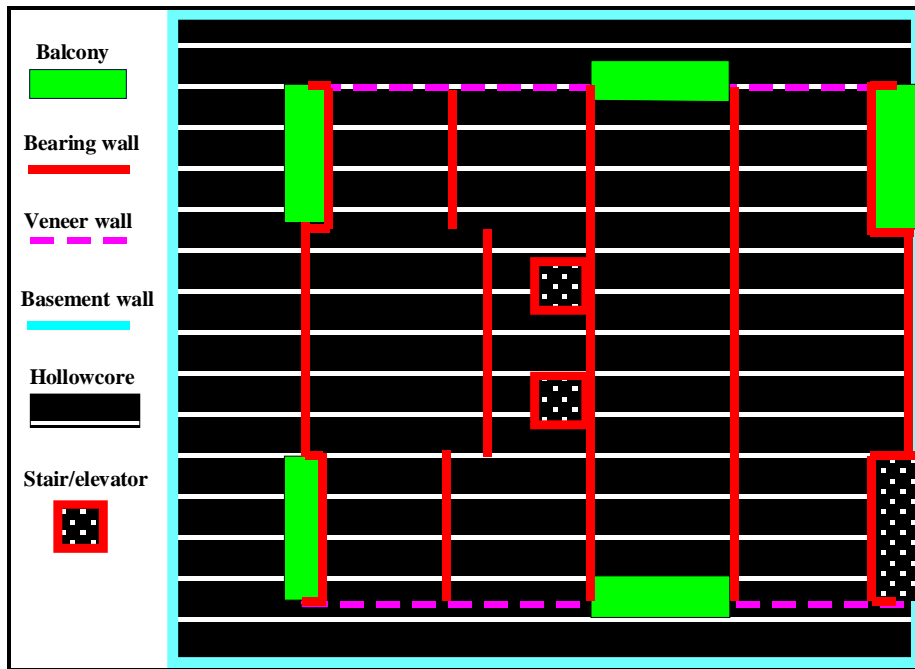 Balcony
Bearing wall
Veneer wall
Basement wall
Hollowcore
Stair/elevator